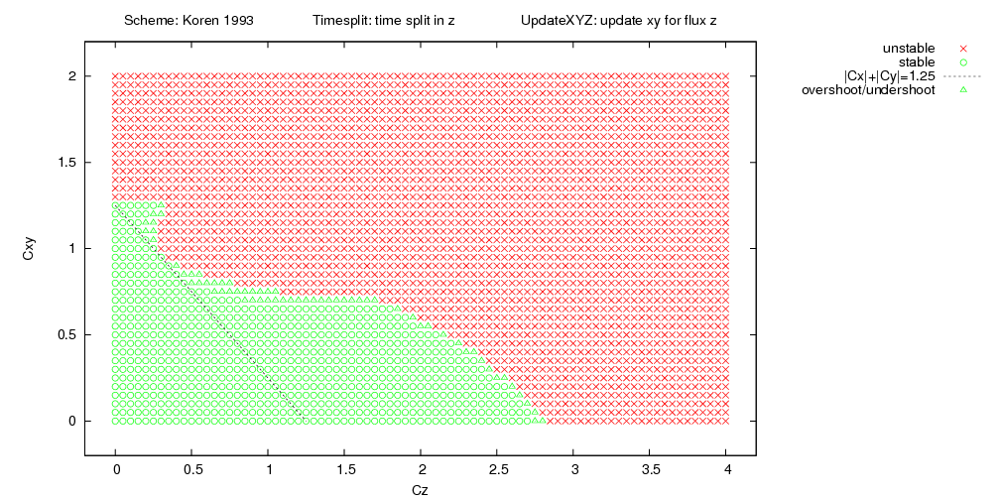 Scheme: Koren 1993 Timesplit: time split in z UpdateXYZ: update xy for flux z
unstable
stable
|Cx|+|Cy|=1.25
overshoot/undershoot
2
1.5
1
0.5
0
Cxy
0 0.5 1 1.5 2 2.5 3 3.5 4
Cz